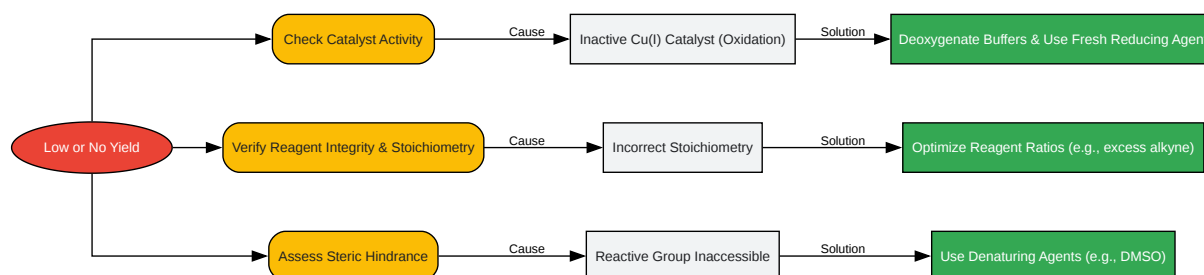 Check Catalyst Activity
Cause
Inactive Cu(I) Catalyst (Oxidation)
Solution
Deoxygenate Buffers & Use Fresh Reducing Agen
Low or No Yield
Verify Reagent Integrity & Stoichiometry
Cause
Incorrect Stoichiometry
Solution
Optimize Reagent Ratios (e.g., excess alkyne)
Assess Steric Hindrance
Cause
Reactive Group Inaccessible
Solution
Use Denaturing Agents (e.g., DMSO)